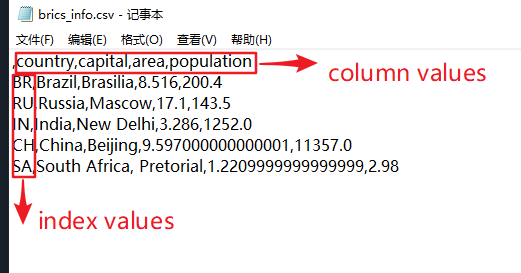 brics_info.csv - 记事本
文件(F) 编辑(E) 格式(O) 查看(V) 帮助(H)
,country,capital,area,population
column values
BR,Brazil,Brasilia,8.516,200.4
RU,Russia,Mascow,17.1,143.5
IN,India,New Delhi,3.286,1252.0
CH,China,Beijing,9.597000000000001,11357.0
SA,South Africa, Pretorial,1.2209999999999999,2.98
index values